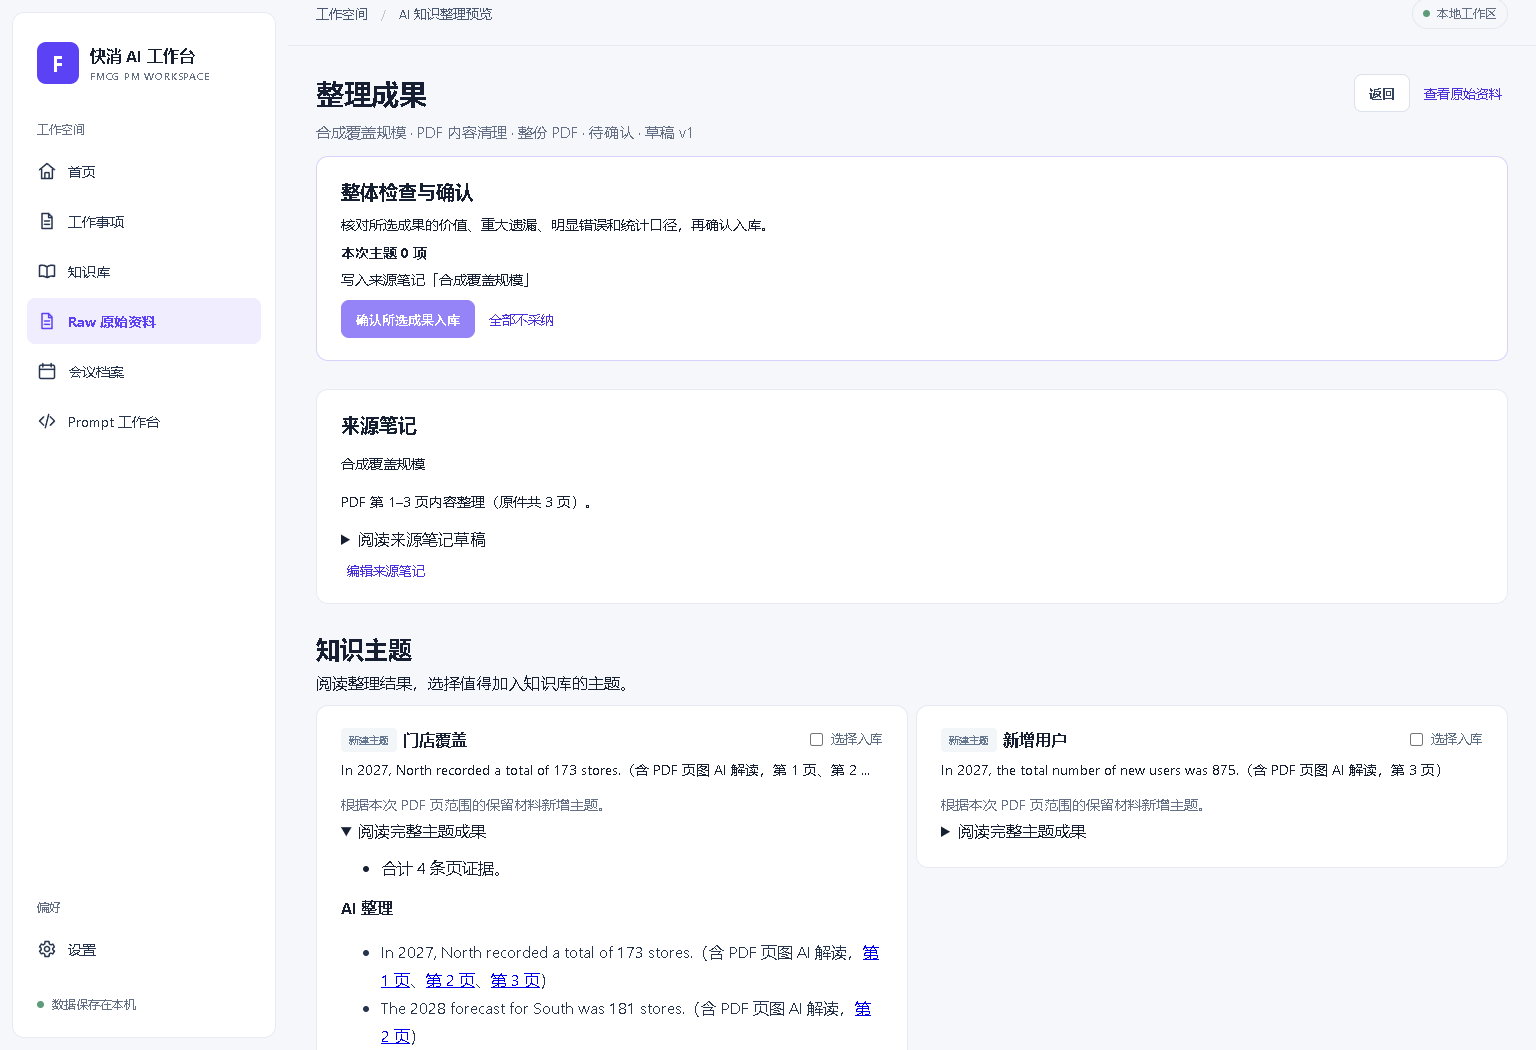 F
快消 AI 工作台
FMCG PM WORKSPACE
工作空间
首页
工作事项
知识库
Raw 原始资料
会议档案
Prompt 工作台
偏好
设置
数据保存在本机
工作空间 / AI 知识整理预览
本地工作区
整理成果
返回
查看原始资料
合成覆盖规模 · PDF 内容清理 · 整份 PDF · 待确认 · 草稿 v1
整体检查与确认
核对所选成果的价值、重大遗漏、明显错误和统计口径，再确认入库。
本次主题 0 项
写入来源笔记「合成覆盖规模」
确认所选成果入库
全部不采纳
来源笔记
合成覆盖规模
PDF 第 1–3 页内容整理（原件共 3 页）。
阅读来源笔记草稿
编辑来源笔记
知识主题
阅读整理结果，选择值得加入知识库的主题。
新建主题 门店覆盖
选择入库
In 2027, North recorded a total of 173 stores.（含 PDF 页图 AI 解读，第 1 页、第 2 ...
根据本次 PDF 页范围的保留材料新增主题。
阅读完整主题成果
合计 4 条页证据。
AI 整理
In 2027, North recorded a total of 173 stores.（含 PDF 页图 AI 解读，第
1 页、第 2 页、第 3 页）
The 2028 forecast for South was 181 stores.（含 PDF 页图 AI 解读，第
2 页）
新建主题 新增用户
选择入库
In 2027, the total number of new users was 875.（含 PDF 页图 AI 解读，第 3 页）
根据本次 PDF 页范围的保留材料新增主题。
阅读完整主题成果